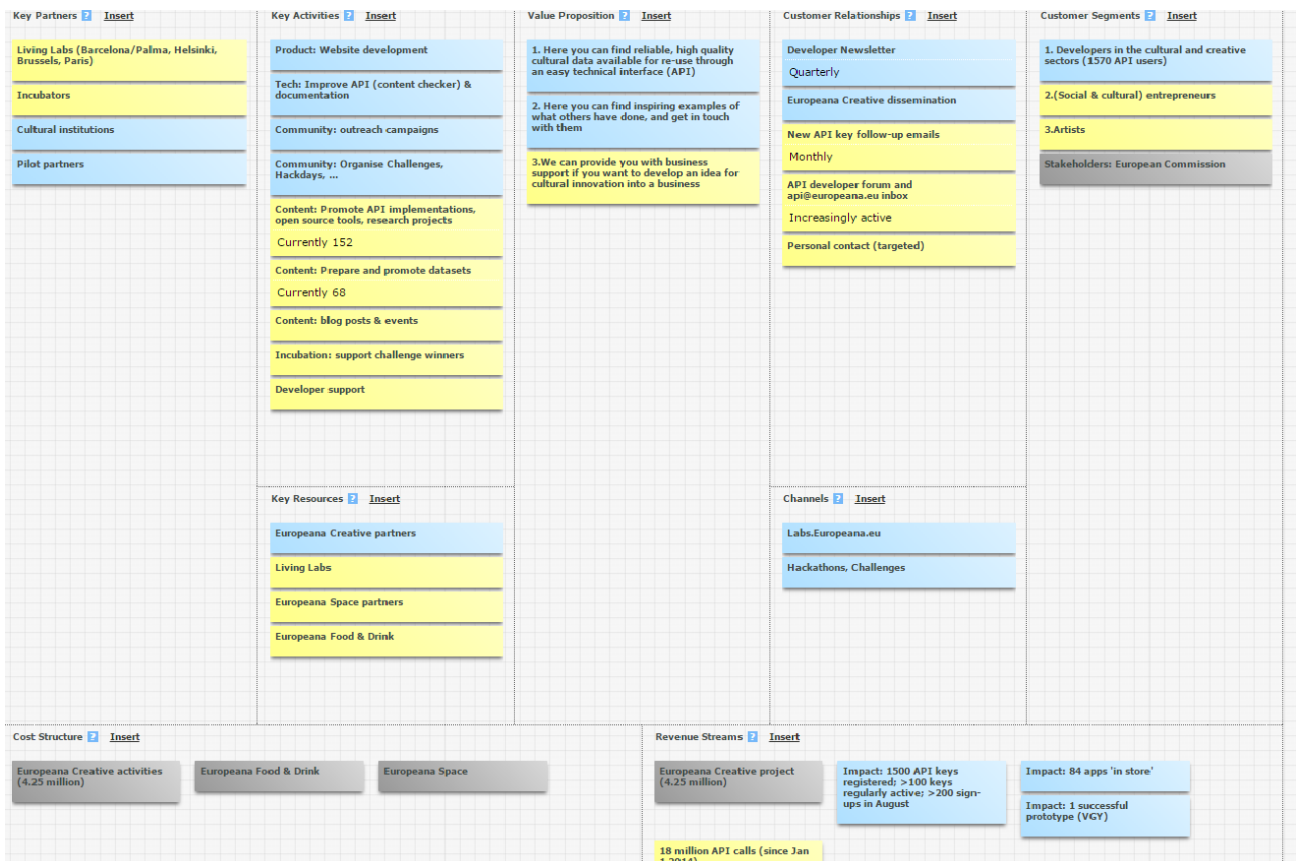 Key Partners ? Insert
Living Labs (Barcelona/Palma, Helsinki,
Brussels, Paris)
Incubators
Cultural institutions
Pilot partners
Key Activities ? Insert
Product: Website development
Tech: Improve API (content checker) &
documentation
Community: outreach campaigns
Community: Organise Challenges,
Hackdays, ...
Content: Promote API implementations,
open source tools, research projects
Currently 152
Content: Prepare and promote datasets
Currently 68
Content: blog posts & events
Incubation: support challenge winners
Developer support
Key Resources ? Insert
Europeana Creative partners
Living Labs
Europeana Space partners
Europeana Food & Drink
Value Proposition ? Insert
1. Here you can find reliable, high quality
cultural data available for re-use through
an easy technical interface (API)
2. Here you can find inspiring examples of
what others have done, and get in touch
with them
3.We can provide you with business
support if you want to develop an idea for
cultural innovation into a business
Customer Relationships ? Insert
Developer Newsletter
Quarterly
Europeana Creative dissemination
New API key follow-up emails
Monthly
API developer forum and
api@europeana.eu inbox
Increasingly active
Personal contact (targeted)
Channels ? Insert
Labs.Europeana.eu
Hackathons, Challenges
Customer Segments ? Insert
1. Developers in the cultural and creative
sectors (1570 API users)
2.(Social & cultural) entrepreneurs
3.Artists
Stakeholders: European Commission
Cost Structure ? Insert
Europeana Creative activities
(4.25 million)
Europeana Food & Drink
Europeana Space
Revenue Streams ? Insert
Europeana Creative project
(4.25 million)
Impact: 1500 API keys
registered; >100 keys
regularly active; >200 sign-
ups in August
Impact: 84 apps 'in store'
Impact: 1 successful
prototype (VGY)
18 million API calls (since Jan
1 2014)